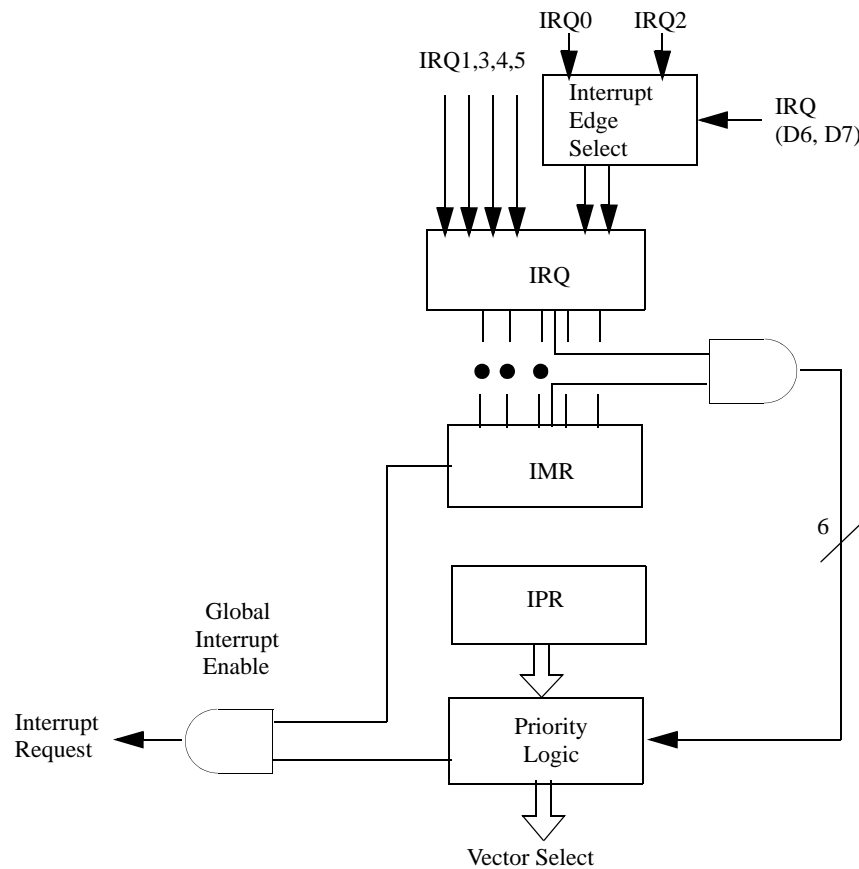 IRQ0
IRQ2
IRQ1,3,4,5
Interrupt
Edge
Select
IRQ
(D6, D7)
IRQ
IMR
6
IPR
Global
Interrupt
Enable
Interrupt
Request
Priority
Logic
Vector Select